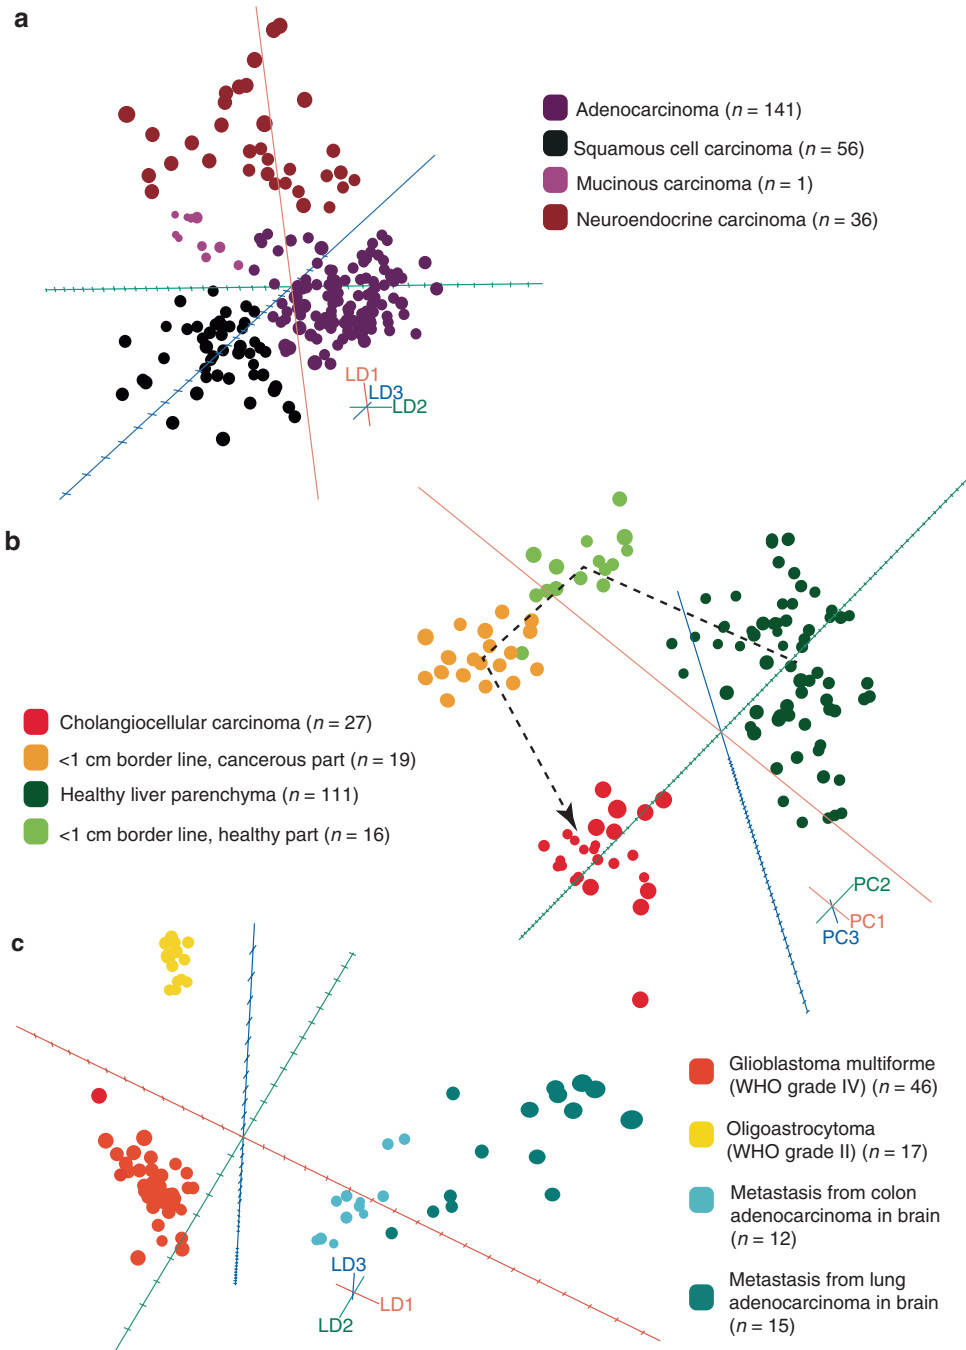 a
Adenocarcinoma (n = 141)
Squamous cell carcinoma (n = 56)
Mucinous carcinoma (n = 1)
Neuroendocrine carcinoma (n = 36)
LD1
LD3
LD2
b
Cholangiocellular carcinoma (n = 27)
<1 cm border line, cancerous part (n = 19)
Healthy liver parenchyma (n = 111)
<1 cm border line, healthy part (n = 16)
PC2
PC1
PC3
c
Glioblastoma multiforme
(WHO grade IV) (n = 46)
Oligoastrocytoma
(WHO grade II) (n = 17)
Metastasis from colon
adenocarcinoma in brain
(n = 12)
Metastasis from lung
adenocarcinoma in brain
(n = 15)
LD3
LD1
LD2